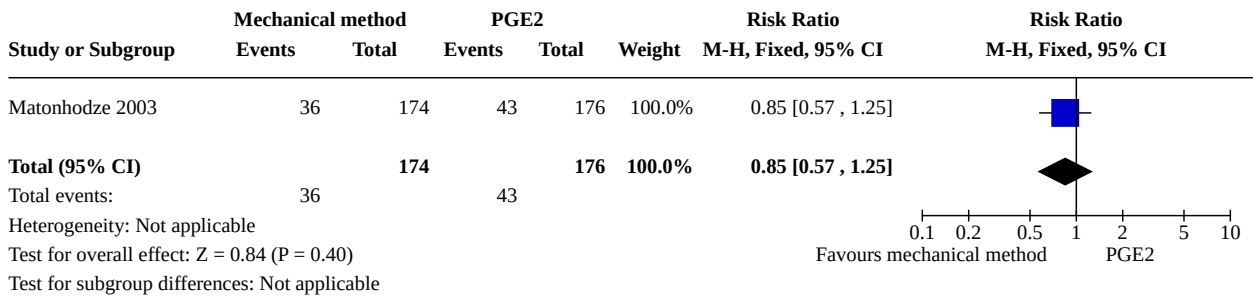 Mechanical method PGE2 Risk Ratio Risk Ratio
Study or Subgroup Events Total Events Total Weight M-H, Fixed, 95% CI M-H, Fixed, 95% CI
Matonhodze 2003 36 174 43 176 100.0% 0.85 [0.57 , 1.25]
Total (95% CI) 174 176 100.0% 0.85 [0.57 , 1.25]
Total events: 36 43
Heterogeneity: Not applicable
0.1 0.2 0.5 1 2 5 10
Test for overall effect: Z = 0.84 (P = 0.40) Favours mechanical method PGE2
Test for subgroup differences: Not applicable